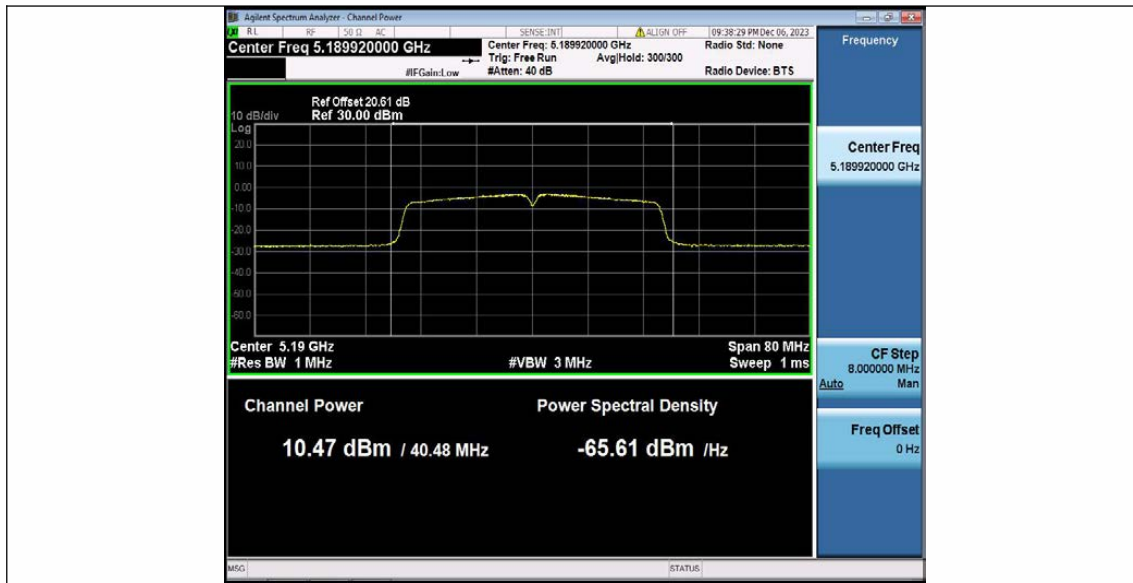 Agilent Spectrum Analyzer - Channel Power
RL RF 50 Ω AC SENSE:INT ALIGN OFF 09:38:29 PM Dec 06, 2023
Center Freq 5.189920000 GHz
Center Freq: 5.189920000 GHz
Radio Std: None
Trig: Free Run Avg|Hold: 300/300
#IFGain:Low #Atten: 40 dB Radio Device: BTS
Ref Offset 20.61 dB
10 dB/div Ref 30.00 dBm
Log
20.0
10.0
0.00
-10.0
-20.0
-30.0
-40.0
-50.0
-60.0
Center 5.19 GHz Span 80 MHz
#Res BW 1 MHz #VBW 3 MHz Sweep 1 ms
Channel Power Power Spectral Density
10.47 dBm / 40.48 MHz -65.61 dBm /Hz
Frequency
Center Freq
5.189920000 GHz
CF Step
8.000000 MHz
Auto Man
Freq Offset
0 Hz
MSG STATUS